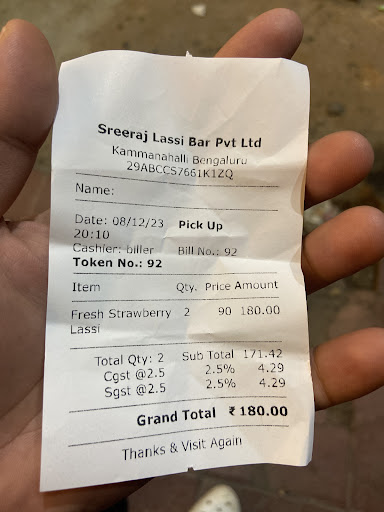 Sreeraj Lassi Bar Pvt Ltd
Kammanahalli Bengaluru
29ABCCS7661K1ZQ
Name:
Date: 08/12/23 Pick Up
20:10
Cashier: biller Bill No.: 92
Token No.: 92
Item Qty. Price Amount
Fresh Strawberry 2 90 180.00
Lassi
Total Qty: 2 Sub Total 171.42
Cgst @2.5 2.5% 4.29
Sgst @2.5 2.5% 4.29
Grand Total ₹180.00
Thanks & Visit Again